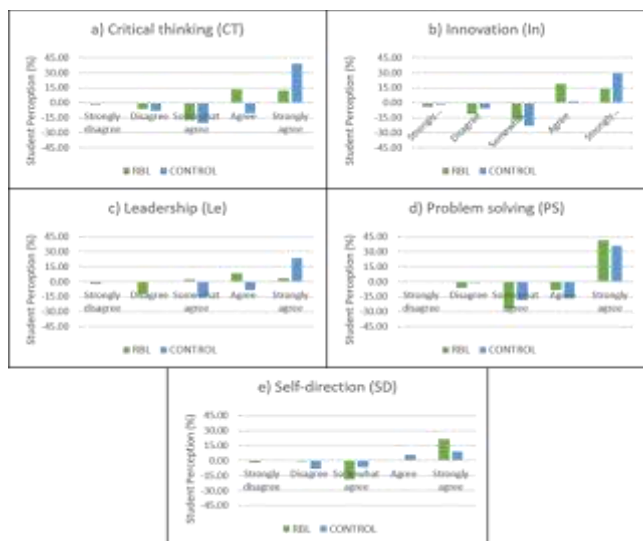 a) Critical thinking (CT)
Student Perception (%)
45.00
30.00
15.00
0.00
-15.00
-30.00
-45.00
Strongly disagree
Disagree
Somewhat agree
Agree
Strongly agree
RBL
CONTROL
b) Innovation (In)
Student Perception (%)
45.00
30.00
15.00
0.00
-15.00
-30.00
-45.00
Strongly...
Disagree
Somewhat...
Agree
Strongly...
RBL
CONTROL
c) Leadership (Le)
Student Perception (%)
45.00
30.00
15.00
0.00
-15.00
-30.00
-45.00
Strongly disagree
Disagree
Somewhat agree
Agree
Strongly agree
RBL
CONTROL
d) Problem solving (PS)
Student Perception (%)
45.00
30.00
15.00
0.00
-15.00
-30.00
-45.00
Strongly disagree
Disagree
Somewhat agree
Agree
Strongly agree
RBL
CONTROL
e) Self-direction (SD)
Student Perception (%)
45.00
30.00
15.00
0.00
-15.00
-30.00
-45.00
Strongly disagree
Disagree
Somewhat agree
Agree
Strongly agree
RBL
CONTROL